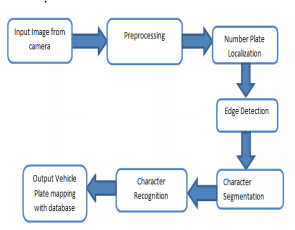 Input Image from
camera
Preprocessing
Number Plate
Localization
Edge Detection
Character
Segmentation
Character
Recognition
Output Vehicle
Plate mapping
with database